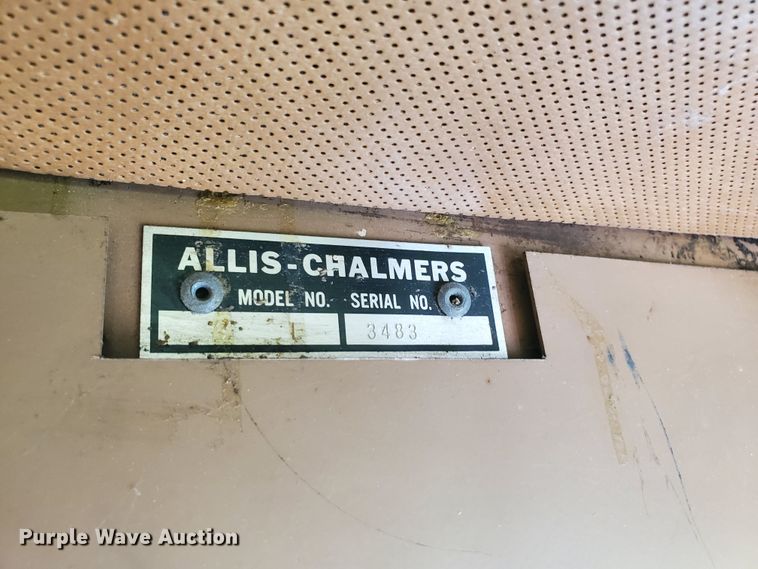 ALLIS-CHALMERS
MODEL NO. SERIAL NO.
L 3483
Purple Wave Auction